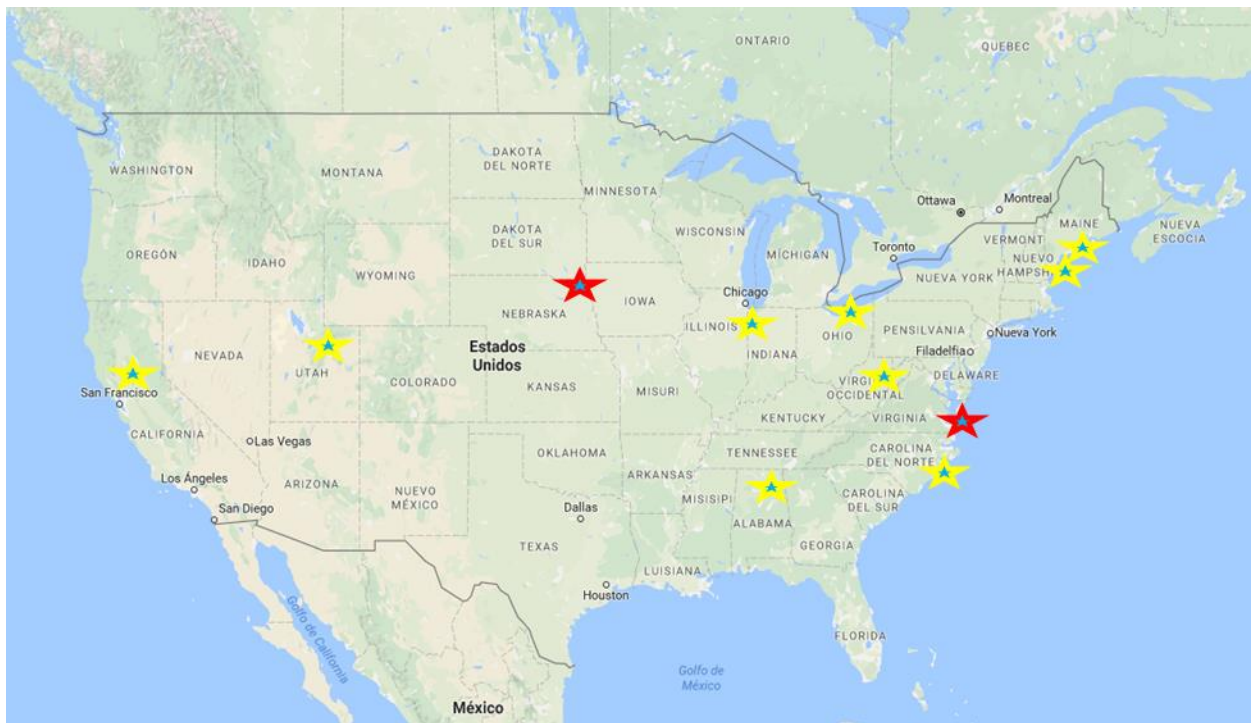 ONTARIO
QUEBEC
WASHINGTON
MONTANA
DAKOTA
DEL NORTE
MINNESOTA
Ottawa
Montreal
MAINE
NUEVA
ESCOCIA
OREGÓN
IDAHO
WYOMING
DAKOTA
DEL SUR
WISCONSIN
MÍCHIGAN
Toronto
VERMONT
NUEVO
HAMPSH
NUEVA YORK
Chicago
IOWA
NEBRASKA
ILLINOIS
INDIANA
OHIO
PENSILVANIA
Nueva York
Filadelfia
NEVADA
UTAH
Estados
Unidos
COLORADO
KANSAS
MISURI
VIRG
OCCIDENTAL
DELAWARE
San Francisco
CALIFORNIA
Las Vegas
KENTUCKY
VIRGINIA
Los Ángeles
ARIZONA
NUEVO
MÉXICO
OKLAHOMA
ARKANSAS
TENNESSEE
CAROLINA
DEL NORTE
San Diego
Dallas
MISISIPI
ALABAMA
CAROLINA
DEL SUR
GEORGIA
TEXAS
LUISIANA
Houston
FLORIDA
Golfo de California
Golfo de
México
México